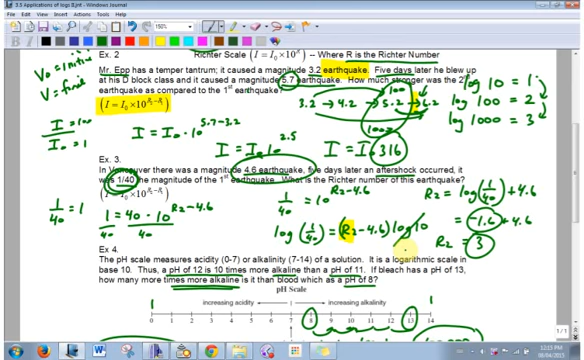 5.5 Applications of logs II.jnt - Windows Journal
File Edit View Insert Actions Tools Help
Ex. 2 Richter Scale (I = I₀ × 10ᴿ) -- Where R is the Richter Number
Mr. Epp has a temper tantrum; it caused a magnitude 3.2 earthquake. Five days later he blew up
at his D block class and it caused a magnitude 5.7 earthquake. How much stronger was the 2ⁿᵈ
earthquake as compared to the 1ˢᵗ earthquake?
(I = I₀ × 10^(R₂−R₁))
V = final
3.2 → 4.2 → 5.2 → 6.2
100
1000
log 10 = 1
log 100 = 2
log 1000 = 3
I = I₀ · 10^(5.7−3.2)
I = I₀ 10^2.5
I = I₀ 316
Ex. 3
In Vancouver there was a magnitude 4.6 earthquake, five days later an aftershock occurred, it
was 1/40 the magnitude of the 1ˢᵗ earthquake. What is the Richter number of this earthquake?
(I = I₀ × 10^(R₂−R₁))
1/40 = 1
1/40 = 40/40 · 10^(R2−4.6)
1/40 = 10^(R2−4.6)
log(1/40) = (R2−4.6) log 10
R2 = log(1/40) + 4.6
= −1.6 + 4.6
R2 = 3
Ex. 4
The pH scale measures acidity (0-7) or alkalinity (7-14) of a solution. It is a logarithmic scale in
base 10. Thus, a pH of 12 is 10 times more alkaline than a pH of 11. If bleach has a pH of 13,
how many more times more alkaline is it than blood which as a pH of 8?
pH Scale
increasing acidity increasing alkalinity
0 1 2 3 4 5 6 7 8 9 10 11 12 13 14
1/1
12:15 PM